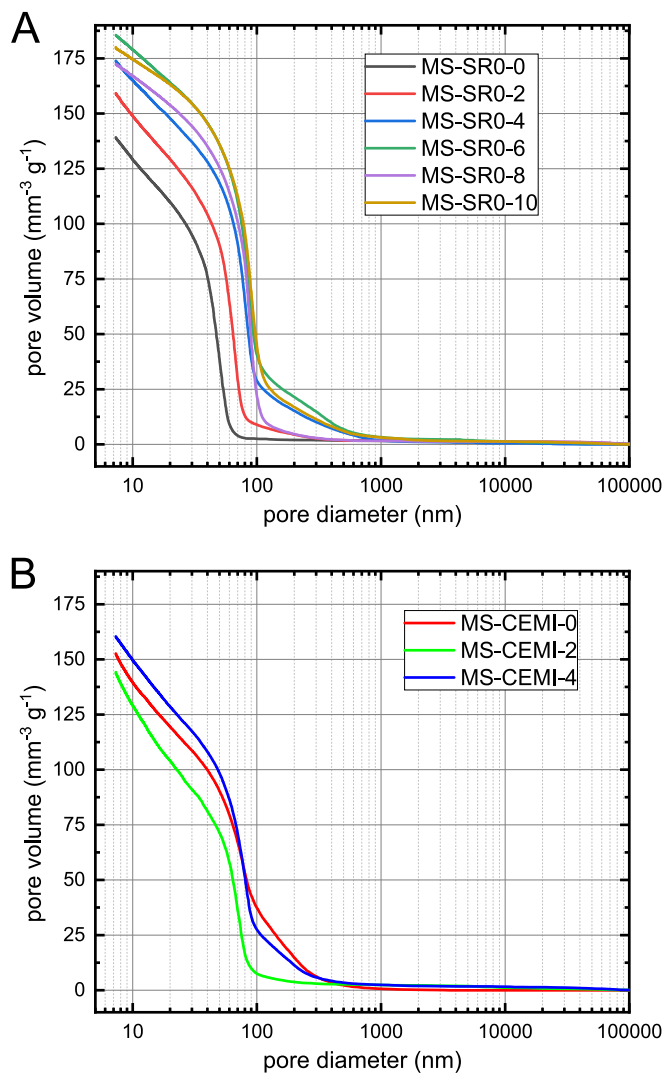 A
175
150
125
100
75
50
25
0
pore volume (mm⁻³ g⁻¹)
MS-SR0-0
MS-SR0-2
MS-SR0-4
MS-SR0-6
MS-SR0-8
MS-SR0-10
10 100 1000 10000 100000
pore diameter (nm)
B
175
150
125
100
75
50
25
0
pore volume (mm⁻³ g⁻¹)
MS-CEMI-0
MS-CEMI-2
MS-CEMI-4
10 100 1000 10000 100000
pore diameter (nm)